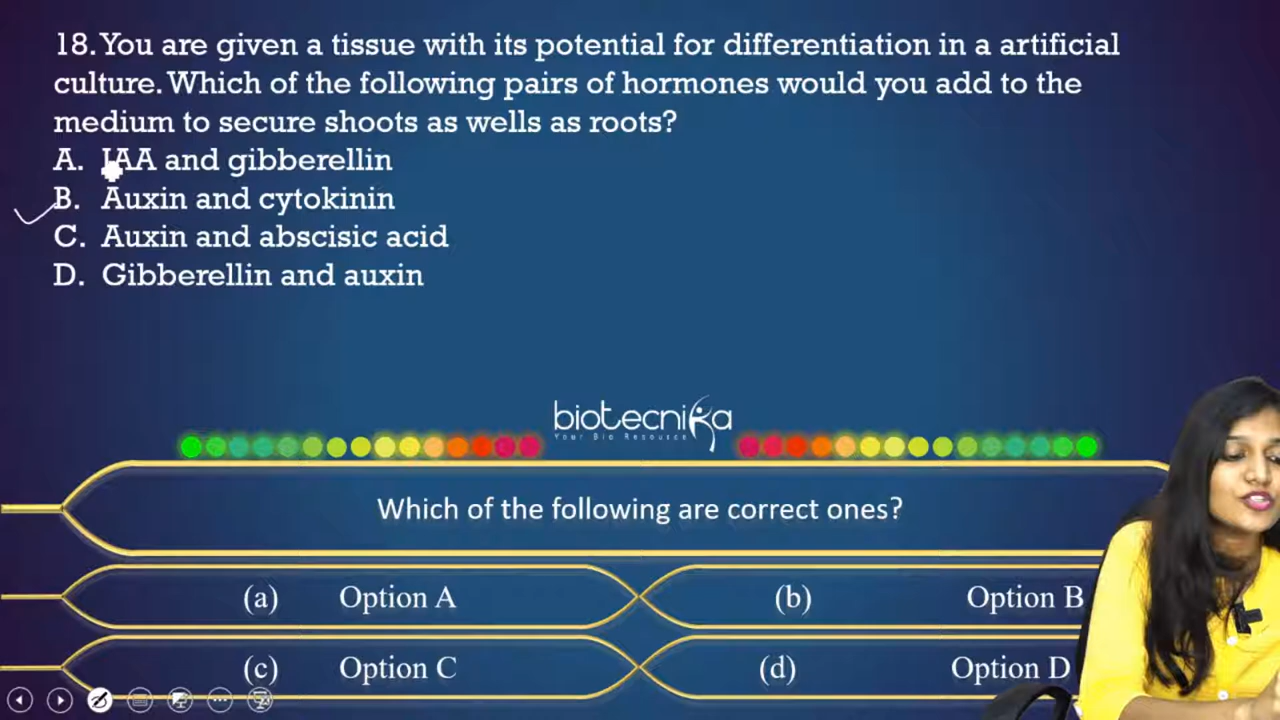 18. You are given a tissue with its potential for differentiation in a artificial
culture. Which of the following pairs of hormones would you add to the
medium to secure shoots as wells as roots?
A. IAA and gibberellin
B. Auxin and cytokinin
C. Auxin and abscisic acid
D. Gibberellin and auxin
biotecnika
Your Bio Resource
Which of the following are correct ones?
(a) Option A
(b) Option B
(c) Option C
(d) Option D